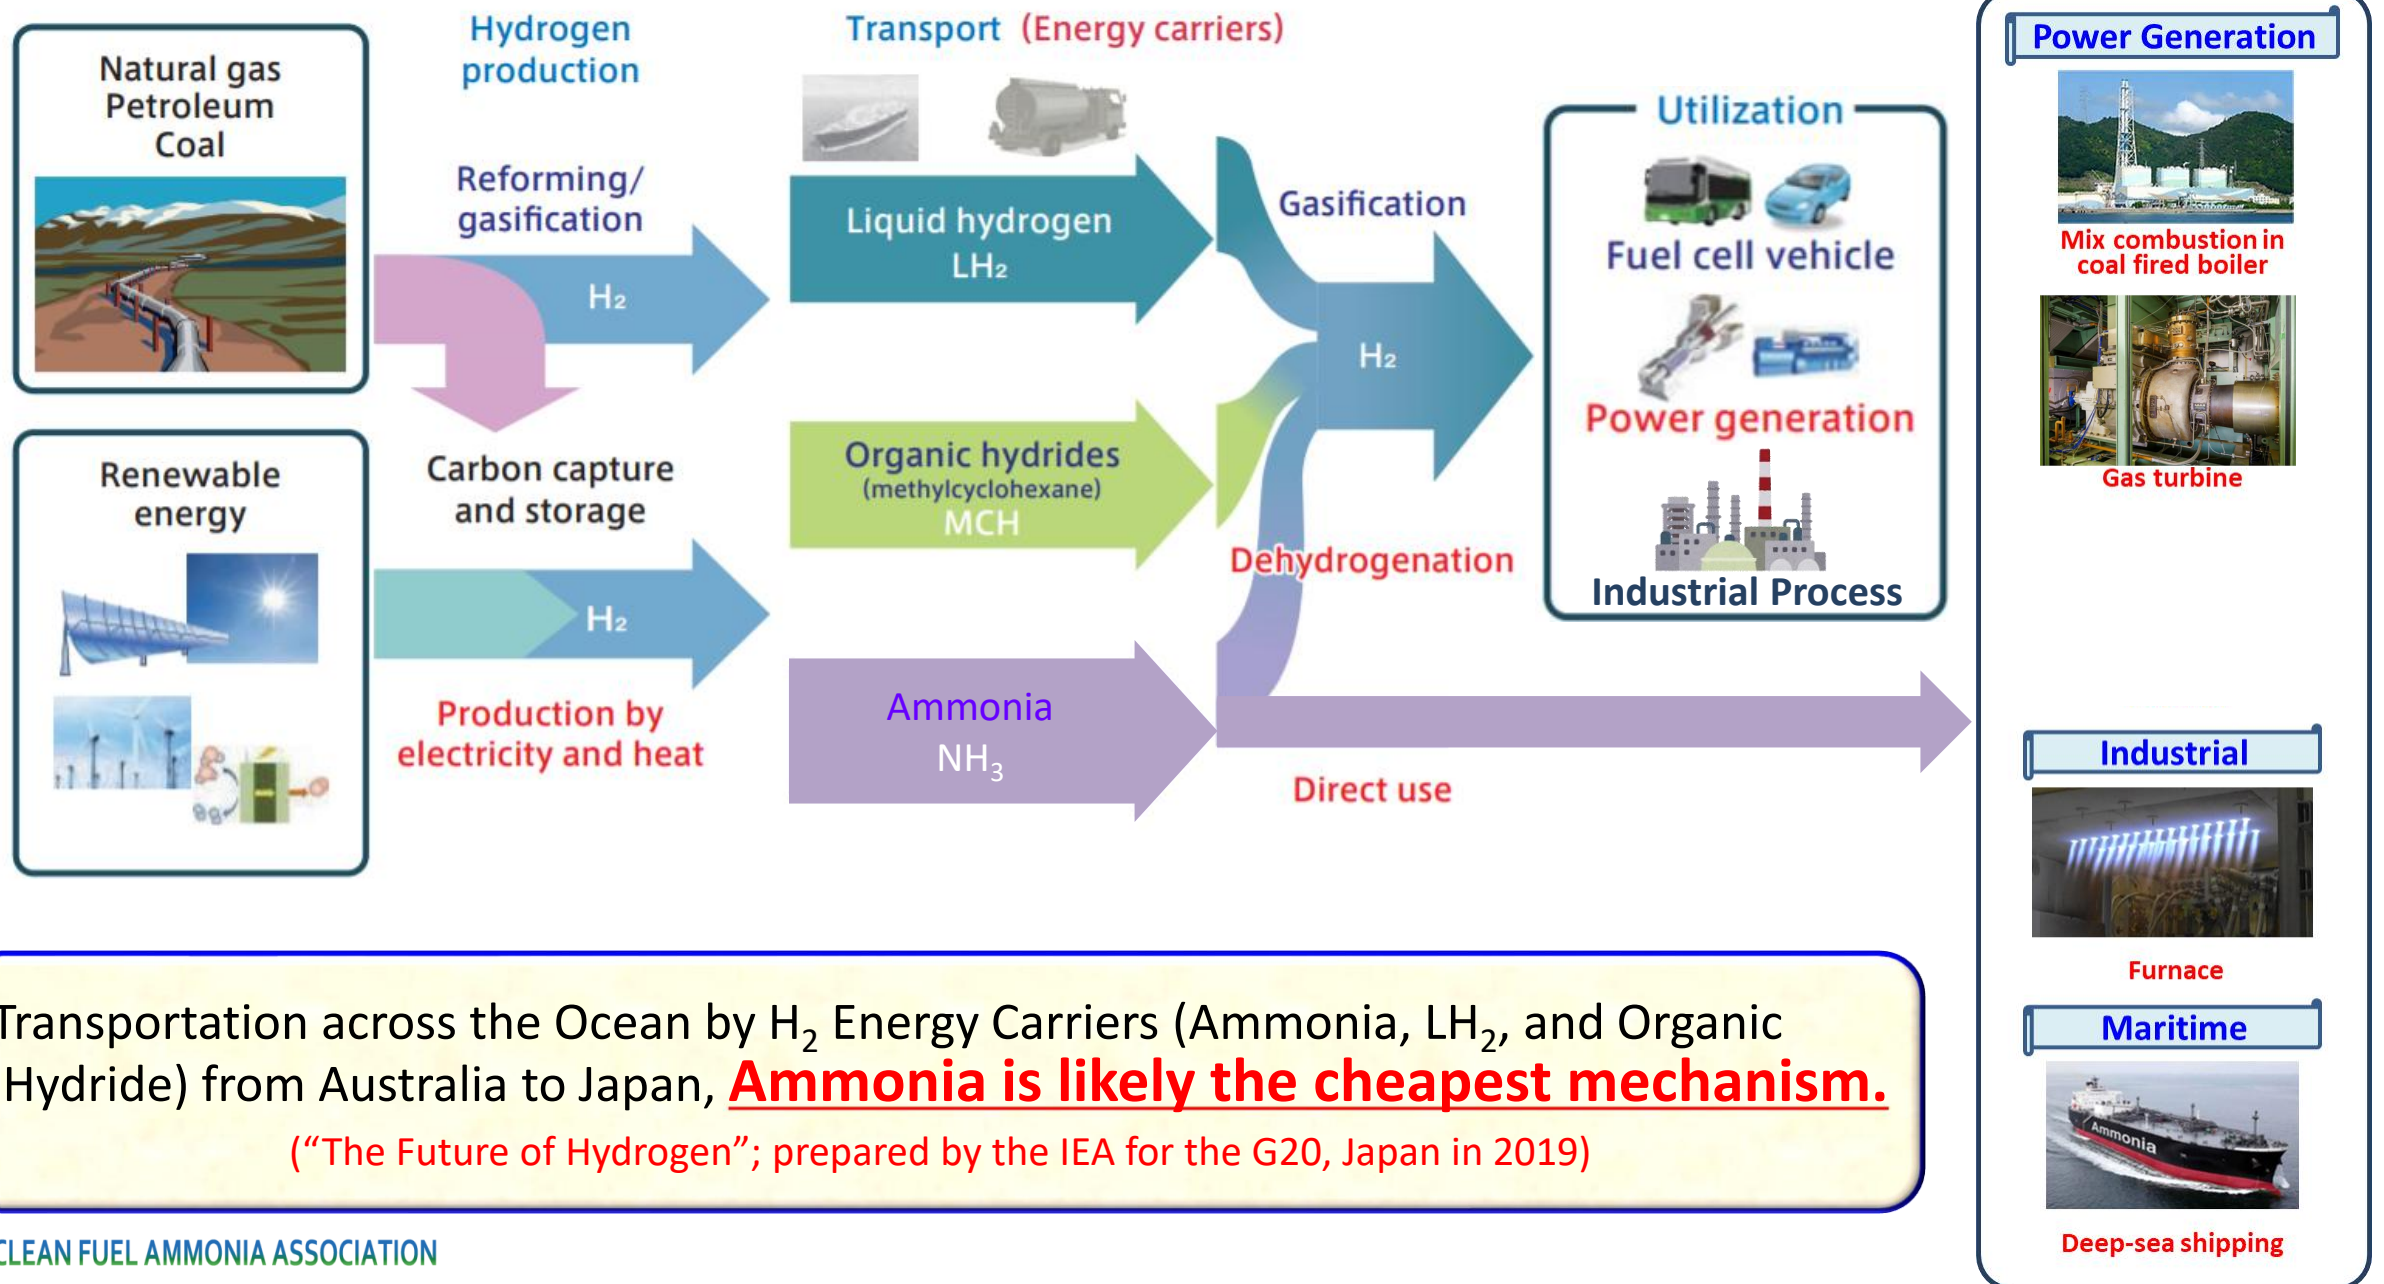 Natural gas
Petroleum
Coal
Renewable
energy
Hydrogen
production
Reforming/
gasification
H₂
Carbon capture
and storage
H₂
Production by
electricity and heat
Transport (Energy carriers)
Liquid hydrogen
LH₂
Organic hydrides
(methylcyclohexane)
MCH
Ammonia
NH₃
Gasification
H₂
Dehydrogenation
Direct use
Utilization
Fuel cell vehicle
Power generation
Industrial Process
Power Generation
Mix combustion in
coal fired boiler
Gas turbine
Industrial
Furnace
Maritime
Ammonia
Deep-sea shipping
Transportation across the Ocean by H₂ Energy Carriers (Ammonia, LH₂, and Organic
Hydride) from Australia to Japan, Ammonia is likely the cheapest mechanism.
(“The Future of Hydrogen”; prepared by the IEA for the G20, Japan in 2019)
CLEAN FUEL AMMONIA ASSOCIATION